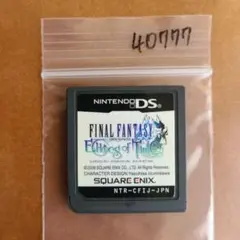 40777
NINTENDO DS
FINAL FANTASY
Echoes of Time
SQUARE ENIX
NTR-CFIJ-JPN